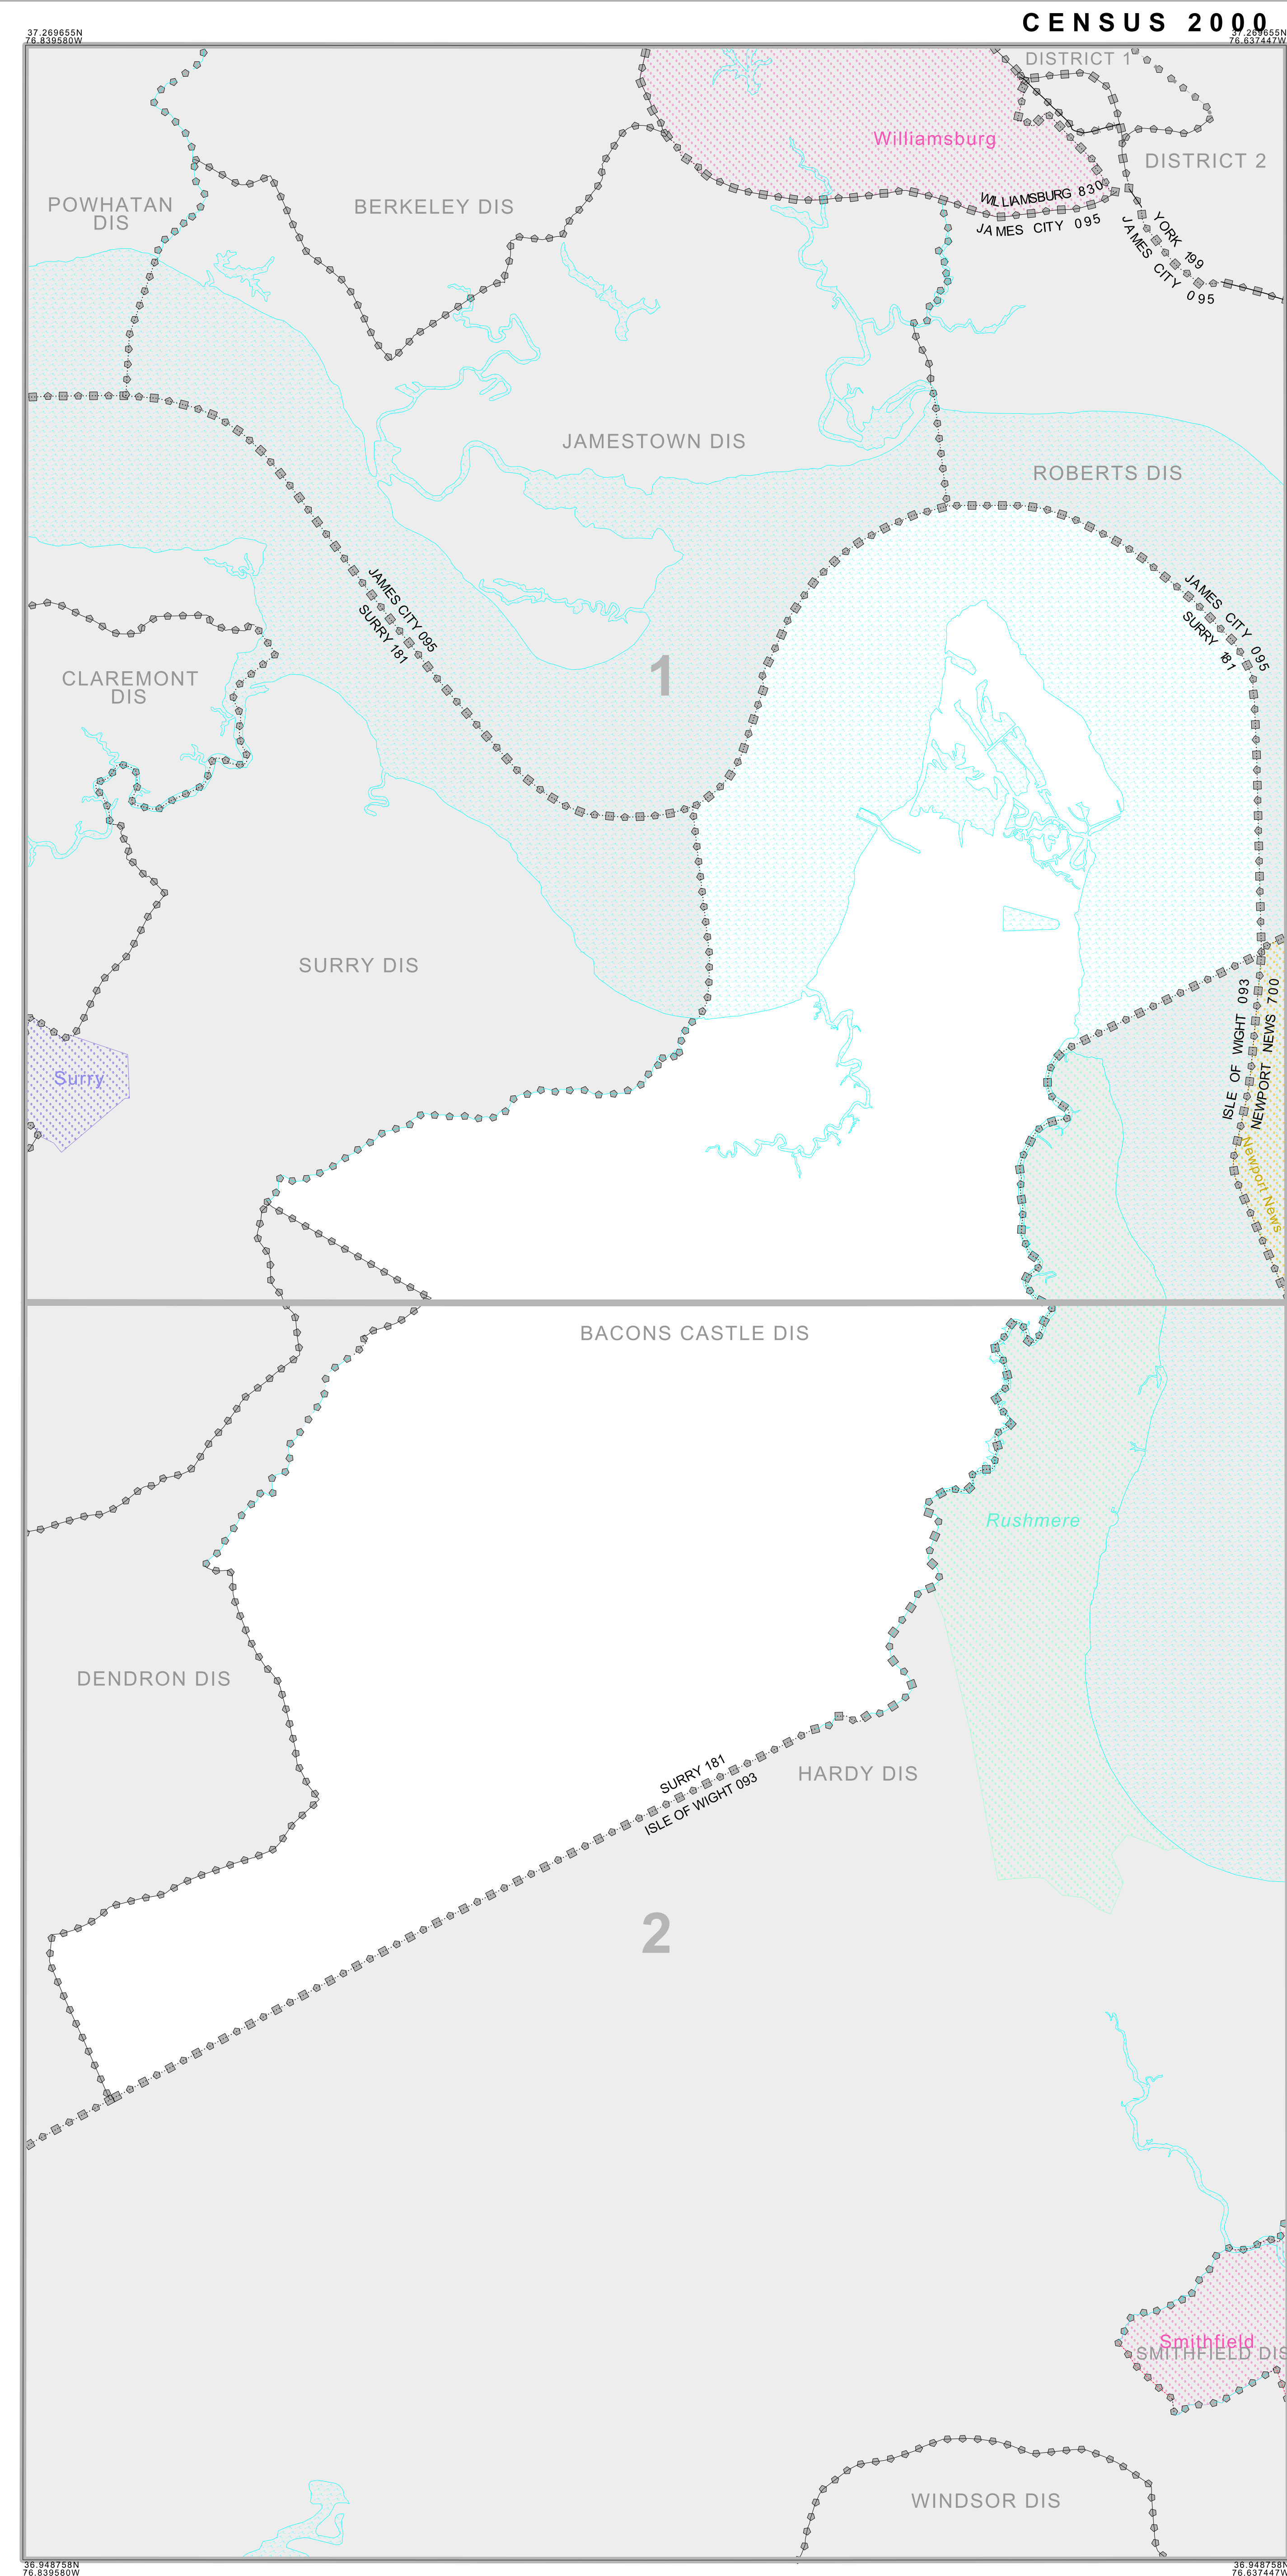 CENSUS 2000
37.269655N
76.839580W
37.269655N
76.637447W
DISTRICT 1
Williamsburg
DISTRICT 2
POWHATAN
DIS
BERKELEY DIS
WILLIAMSBURG 830
JAMES CITY 095
YORK 199
JAMES CITY 095
JAMESTOWN DIS
ROBERTS DIS
JAMES CITY 095
SURRY 181
JAMES CITY 095
SURRY 181
CLAREMONT
DIS
1
SURRY DIS
ISLE OF WIGHT 093
NEWPORT NEWS 700
Surry
Newport News
BACONS CASTLE DIS
Rushmere
DENDRON DIS
SURRY 181
ISLE OF WIGHT 093
HARDY DIS
2
Smithfield
SMITHFIELD DIS
WINDSOR DIS
36.948758N
76.839580W
36.948758N
76.637447W